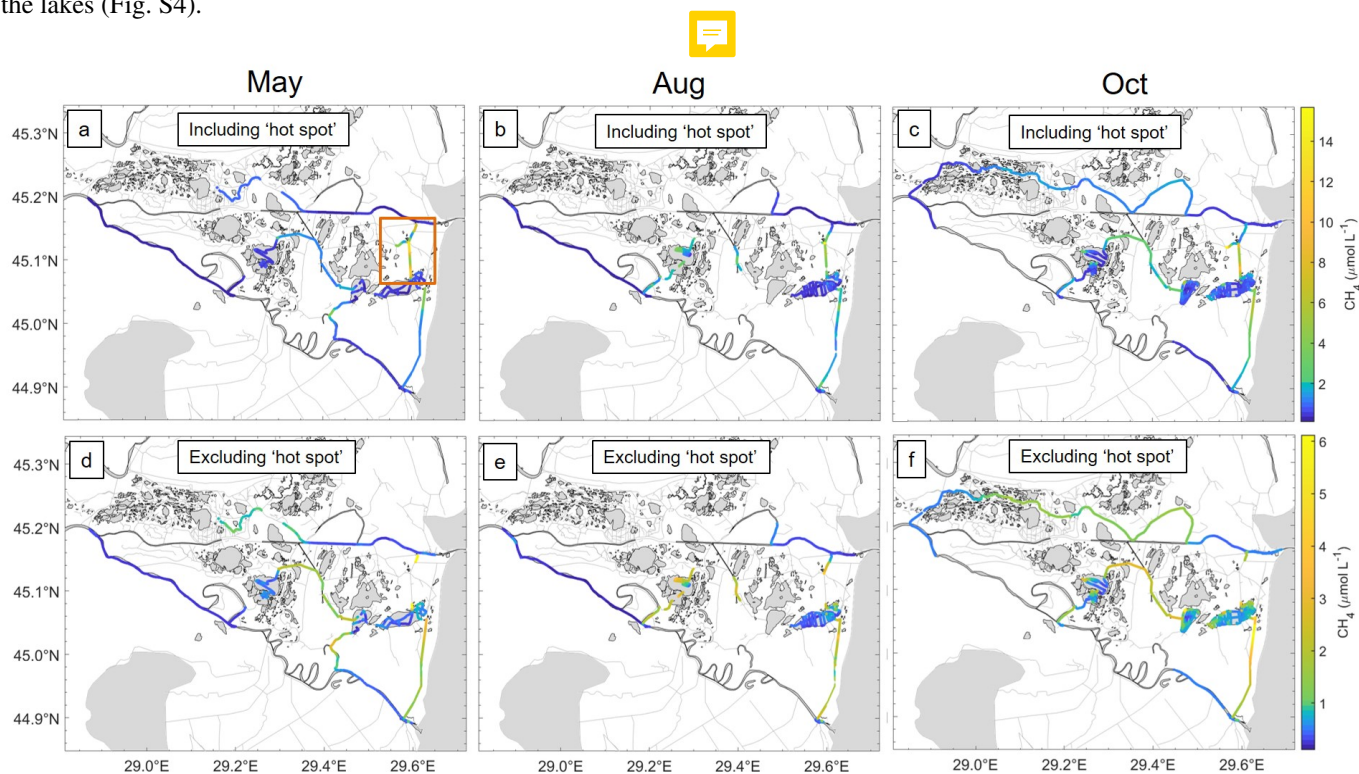 the lakes (Fig. S4).
May Aug Oct
a Including ‘hot spot’ b Including ‘hot spot’ c Including ‘hot spot’
45.3°N
45.2°N
45.1°N
45.0°N
44.9°N
14
12
10
8
6
4
2
CH₄ (μmol L⁻¹)
d Excluding ‘hot spot’ e Excluding ‘hot spot’ f Excluding ‘hot spot’
45.3°N
45.2°N
45.1°N
45.0°N
44.9°N
6
5
4
3
2
1
CH₄ (μmol L⁻¹)
29.0°E 29.2°E 29.4°E 29.6°E 29.0°E 29.2°E 29.4°E 29.6°E 29.0°E 29.2°E 29.4°E 29.6°E